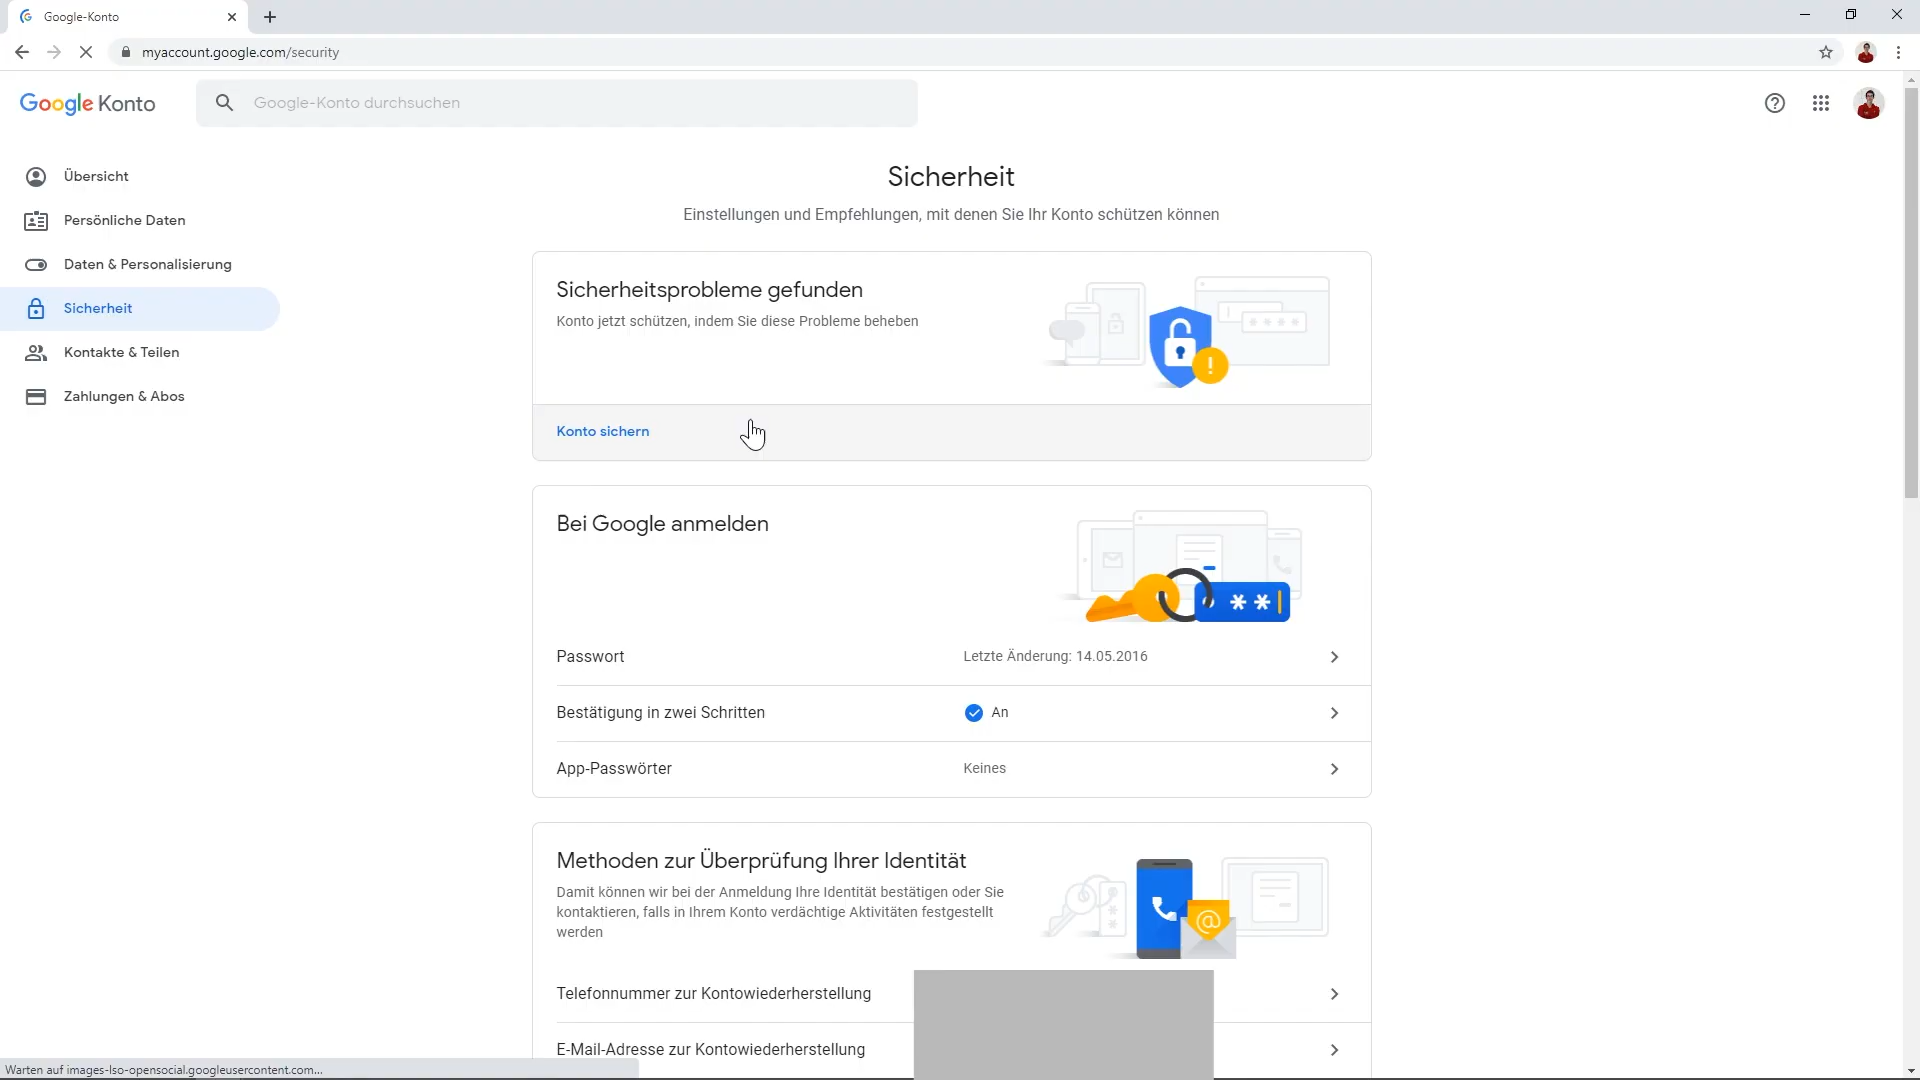 Google-Konto
myaccount.google.com/security
Google Konto
Google-Konto durchsuchen
Übersicht
Persönliche Daten
Daten & Personalisierung
Sicherheit
Kontakte & Teilen
Zahlungen & Abos
Sicherheit
Einstellungen und Empfehlungen, mit denen Sie Ihr Konto schützen können
Sicherheitsprobleme gefunden
Konto jetzt schützen, indem Sie diese Probleme beheben
Konto sichern
Bei Google anmelden
Passwort
Letzte Änderung: 14.05.2016
Bestätigung in zwei Schritten
An
App-Passwörter
Keines
Methoden zur Überprüfung Ihrer Identität
Damit können wir bei der Anmeldung Ihre Identität bestätigen oder Sie
kontaktieren, falls in Ihrem Konto verdächtige Aktivitäten festgestellt
werden
Telefonnummer zur Kontowiederherstellung
E-Mail-Adresse zur Kontowiederherstellung
Warten auf images-lso-opensocial.googleusercontent.com...